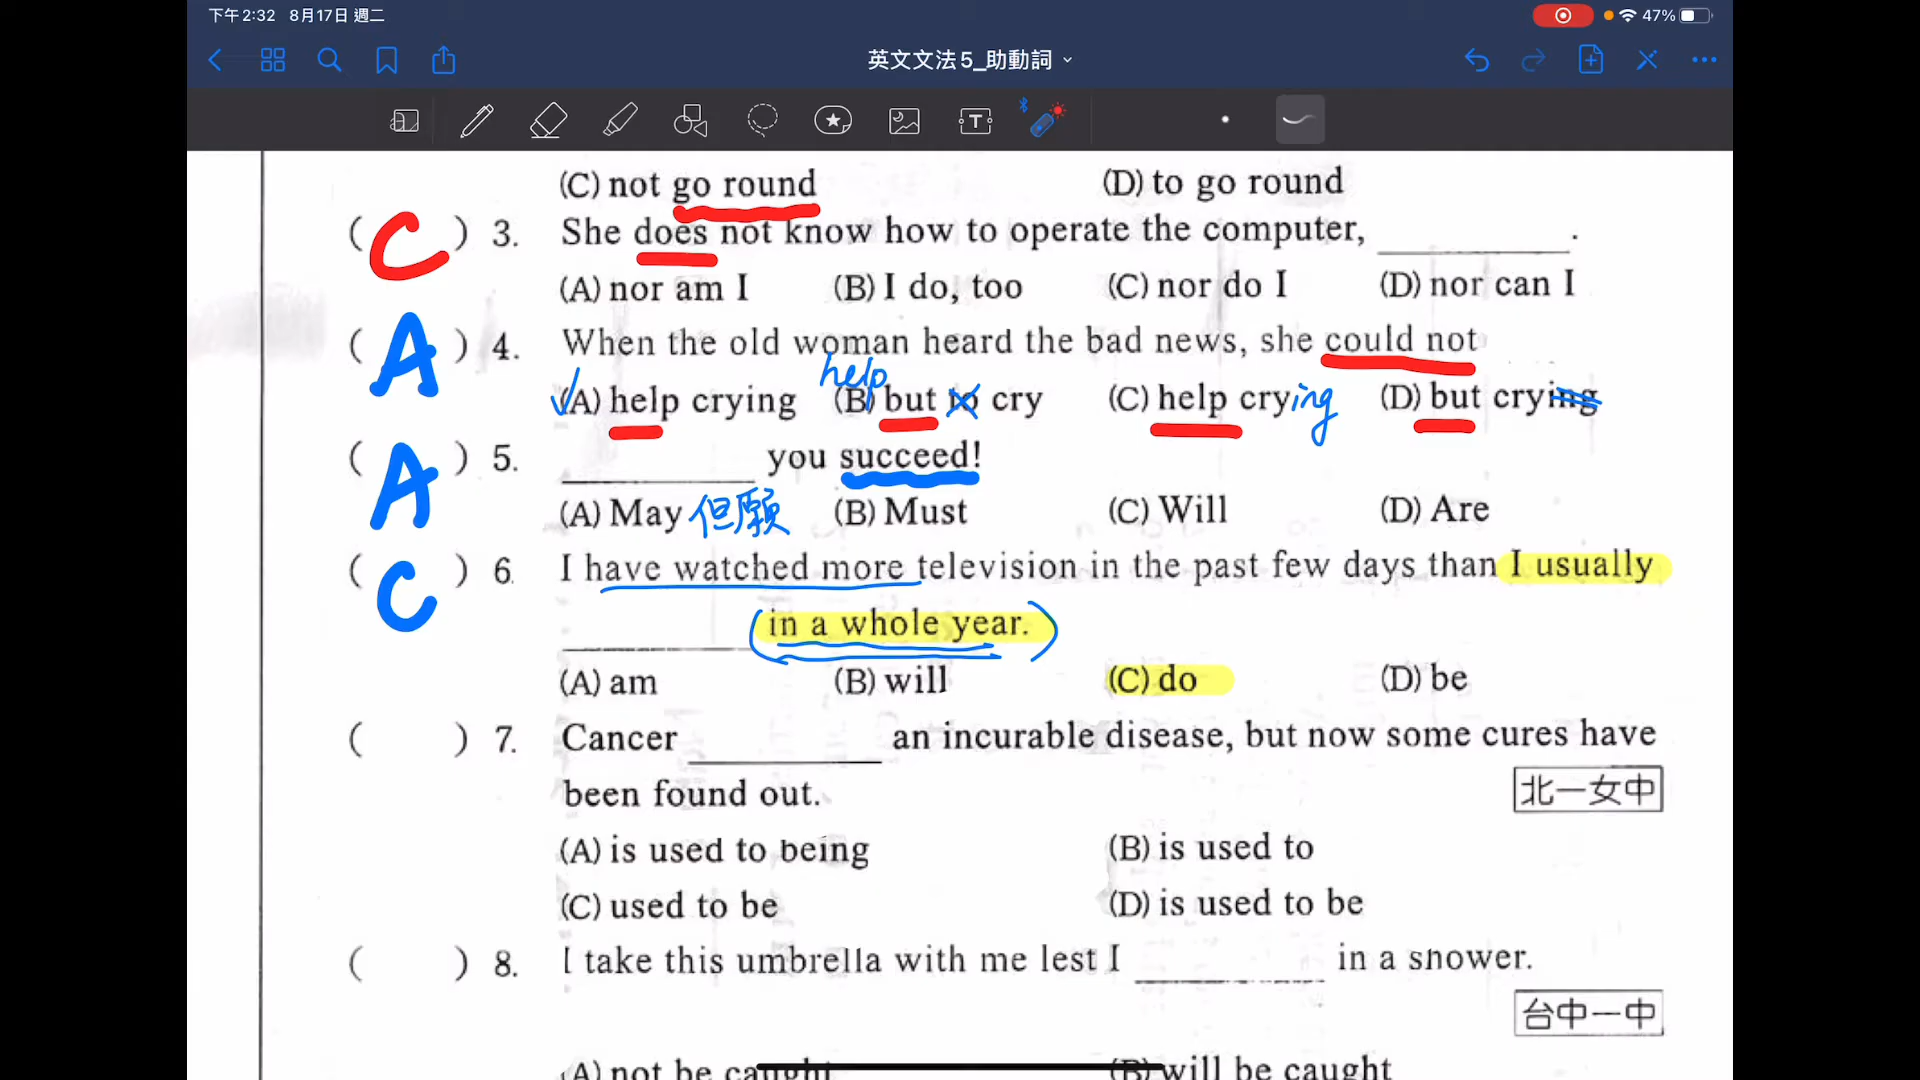 下午2:32 8月17日 週二
47%
英文文法5_助動詞
(C) not go round (D) to go round
( C ) 3. She does not know how to operate the computer, ________ .
(A) nor am I (B) I do, too (C) nor do I (D) nor can I
( A ) 4. When the old woman heard the bad news, she could not
help
(A) help crying (B) but to cry (C) help crying (D) but crying
( A ) 5. ________ you succeed!
(A) May 但願 (B) Must (C) Will (D) Are
( C ) 6. I have watched more television in the past few days than I usually
________ (in a whole year.)
(A) am (B) will (C) do (D) be
( ) 7. Cancer ________ an incurable disease, but now some cures have
been found out. 北一女中
(A) is used to being (B) is used to
(C) used to be (D) is used to be
( ) 8. I take this umbrella with me lest I ________ in a shower.
台中一中
(A) not be caught (B) will be caught